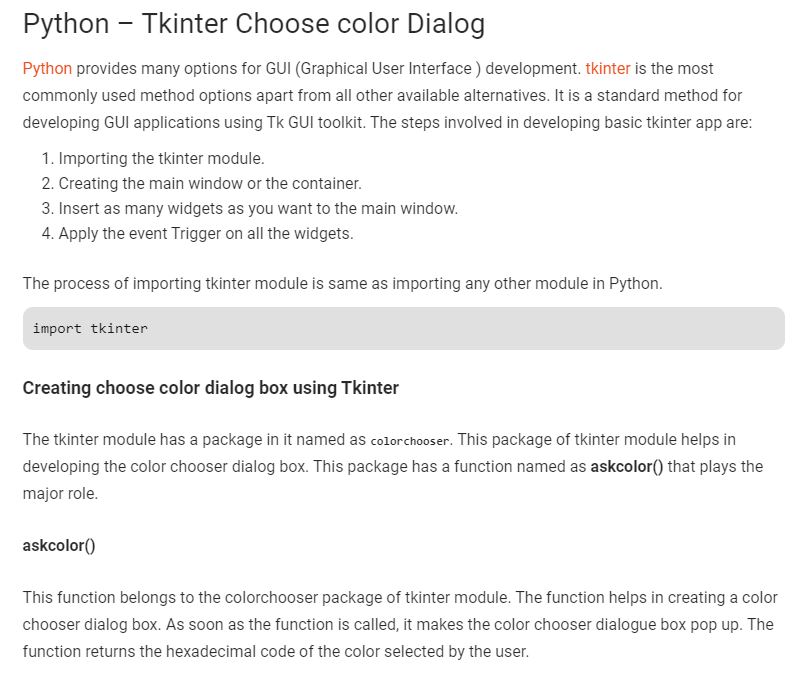 Python – Tkinter Choose color Dialog
Python provides many options for GUI (Graphical User Interface ) development. tkinter is the most
commonly used method options apart from all other available alternatives. It is a standard method for
developing GUI applications using Tk GUI toolkit. The steps involved in developing basic tkinter app are:
1. Importing the tkinter module.
2. Creating the main window or the container.
3. Insert as many widgets as you want to the main window.
4. Apply the event Trigger on all the widgets.
The process of importing tkinter module is same as importing any other module in Python.
import tkinter
Creating choose color dialog box using Tkinter
The tkinter module has a package in it named as colorchooser. This package of tkinter module helps in
developing the color chooser dialog box. This package has a function named as askcolor() that plays the
major role.
askcolor()
This function belongs to the colorchooser package of tkinter module. The function helps in creating a color
chooser dialog box. As soon as the function is called, it makes the color chooser dialogue box pop up. The
function returns the hexadecimal code of the color selected by the user.